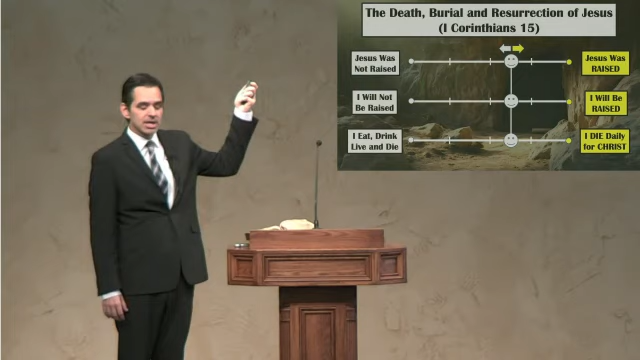 The Death, Burial and Resurrection of Jesus
(I Corinthians 15)
Jesus Was
Not Raised
Jesus Was
RAISED
I Will Not
Be Raised
I Will Be
RAISED
I Eat, Drink
Live and Die
I DIE Daily
for CHRIST